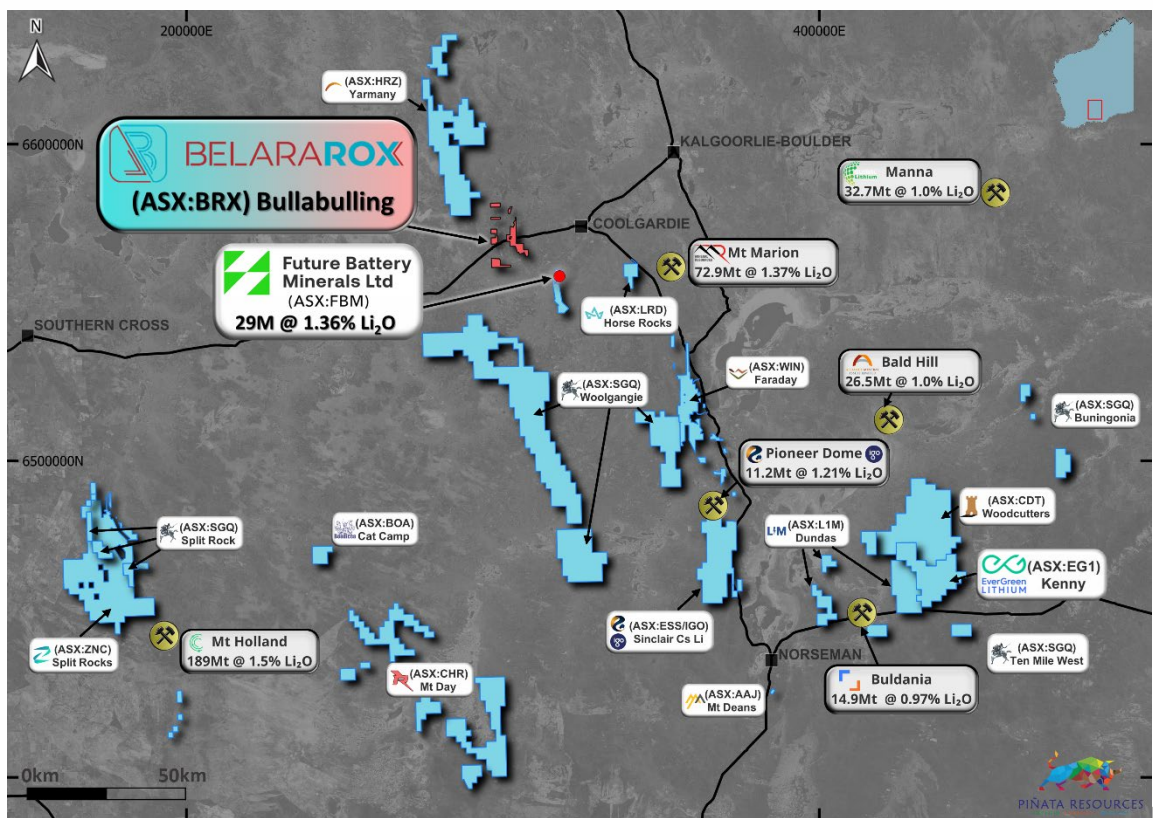 N
200000E
400000E
(ASX:HRZ)
Yarmany
6600000N
BELARAROX
(ASX:BRX) Bullabulling
KALGOORLIE-BOULDER
Lithium
Manna
32.7Mt @ 1.0% Li₂O
COOLGARDIE
Future Battery
Minerals Ltd
(ASX:FBM)
29M @ 1.36% Li₂O
Mt Marion
72.9Mt @ 1.37% Li₂O
(ASX:LRD)
Horse Rocks
SOUTHERN CROSS
(ASX:WIN)
Faraday
Bald Hill
26.5Mt @ 1.0% Li₂O
(ASX:SGQ)
Woolgangie
(ASX:SGQ)
Buningonia
6500000N
Pioneer Dome
igo
11.2Mt @ 1.21% Li₂O
(ASX:SGQ)
Split Rock
(ASX:BOA)
Cat Camp
(ASX:CDT)
Woodcutters
(ASX:L1M)
Dundas
(ASX:EG1)
Kenny
EverGreen
LITHIUM
(ASX:ZNC)
Split Rocks
Mt Holland
189Mt @ 1.5% Li₂O
(ASX:ESS/IGO)
Sinclair Cs Li
igo
(ASX:SGQ)
Ten Mile West
NORSEMAN
(ASX:CHR)
Mt Day
(ASX:AAJ)
Mt Deans
Buldania
14.9Mt @ 0.97% Li₂O
0km
50km
PIÑATA RESOURCES